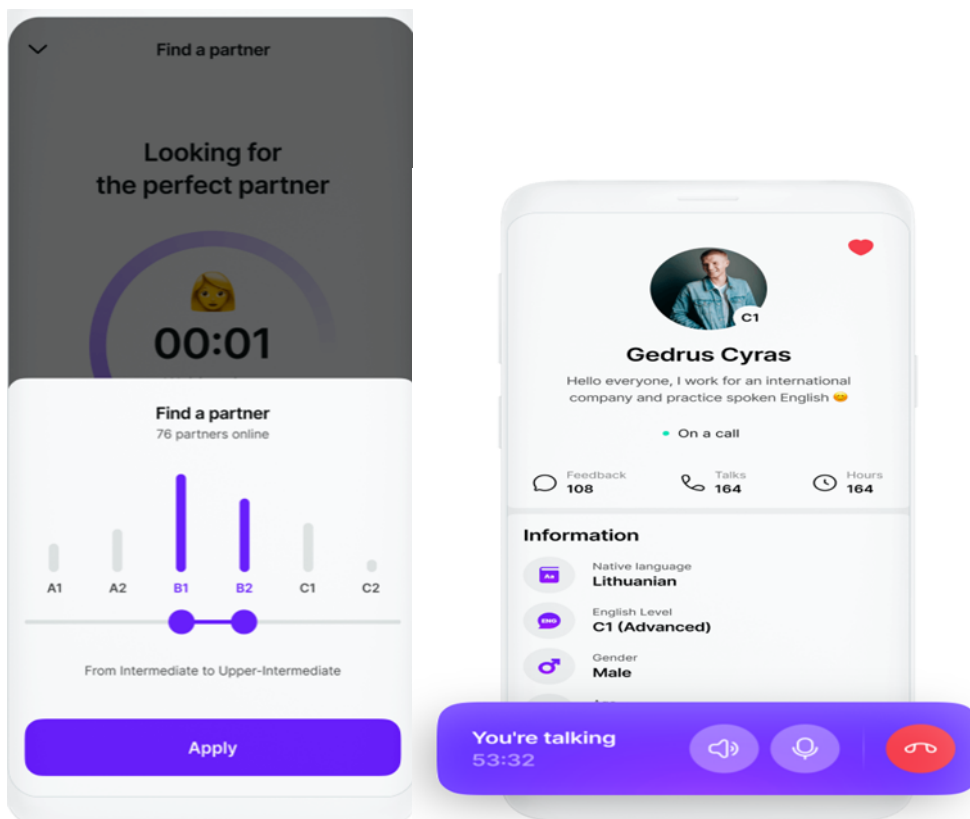 Find a partner
Looking for
the perfect partner
00:01
Find a partner
76 partners online
A1 A2 B1 B2 C1 C2
From Intermediate to Upper-Intermediate
Apply
C1
Gedrus Cyras
Hello everyone, I work for an international
company and practice spoken English 😊
On a call
Feedback
108
Talks
164
Hours
164
Information
Aa
Native language
Lithuanian
ENG
English Level
C1 (Advanced)
Gender
Male
You're talking
53:32